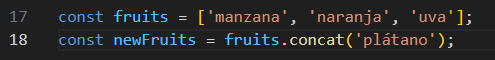 17 const fruits = ['manzana', 'naranja', 'uva'];
18 const newFruits = fruits.concat('plátano');